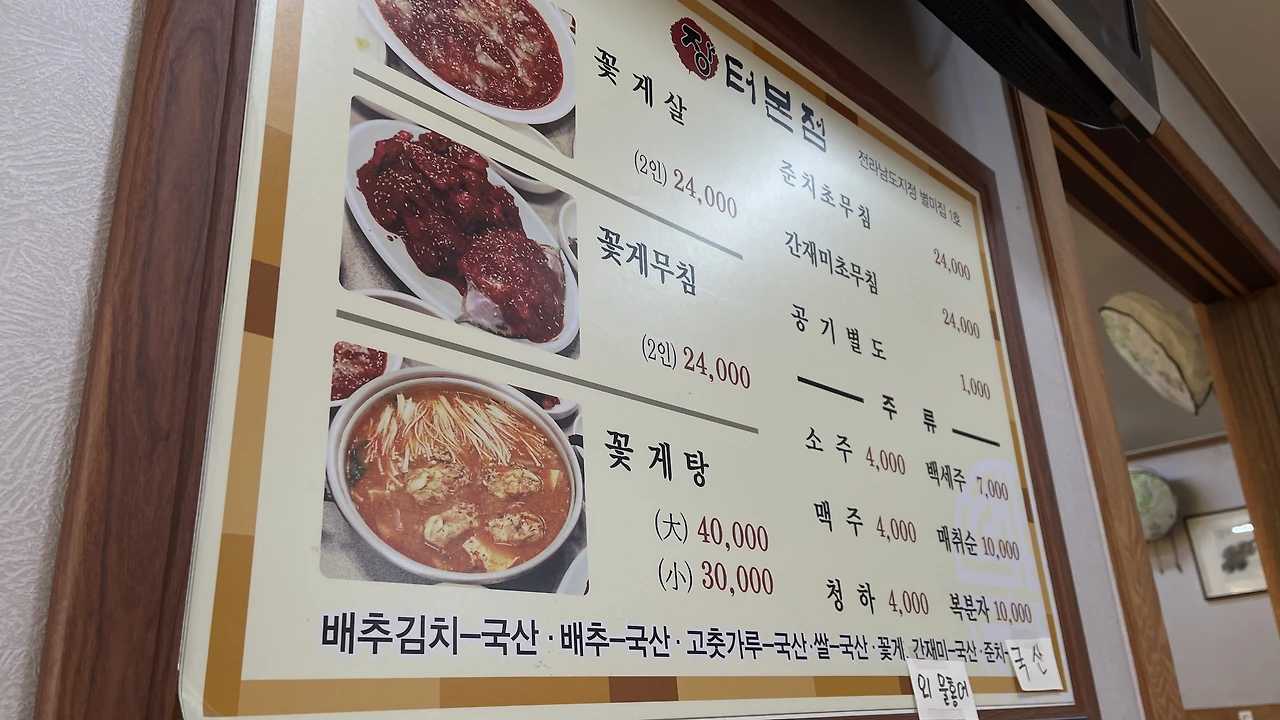 장터본점
전라남도지정 별미집 1호
꽃게살
(2인) 24,000
꽃게무침
(2인) 24,000
꽃게탕
(大) 40,000
(小) 30,000
준치초무침
24,000
간재미초무침
24,000
공기별도
1,000
주류
소주 4,000 백세주 7,000
맥주 4,000 매취순 10,000
청하 4,000 복분자 10,000
배추김치-국산 · 배추-국산 · 고춧가루-국산 · 쌀-국산 · 꽃게. 간재미-국산 · 준치-국산
외 물홍어